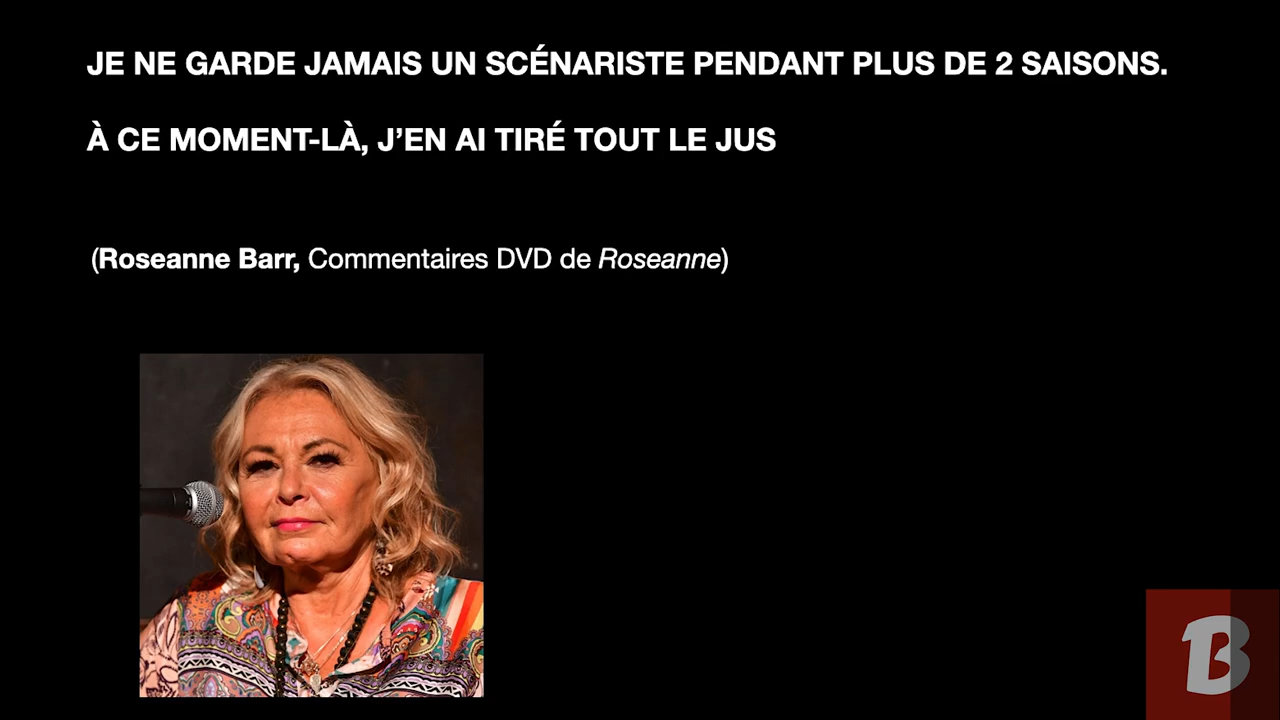 JE NE GARDE JAMAIS UN SCÉNARISTE PENDANT PLUS DE 2 SAISONS.
À CE MOMENT-LÀ, J’EN AI TIRÉ TOUT LE JUS
(Roseanne Barr, Commentaires DVD de Roseanne)
B